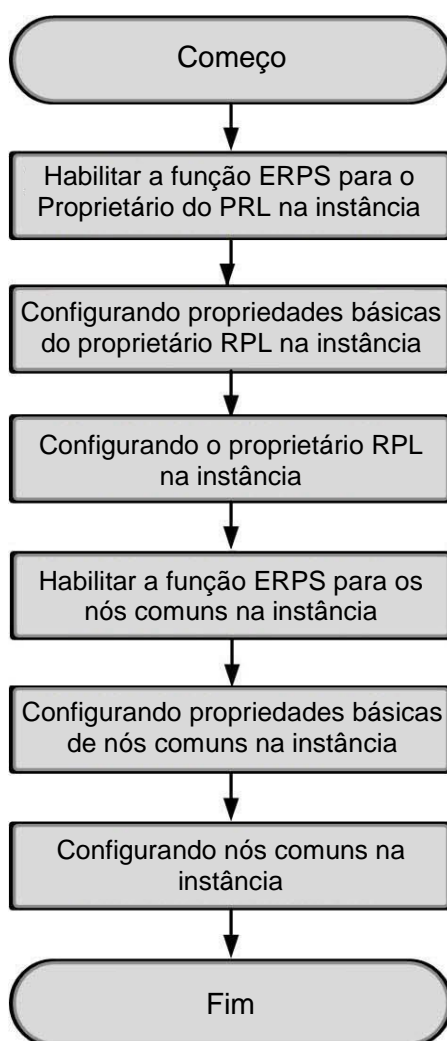 Começo
Habilitar a função ERPS para o
Proprietário do PRL na instância
Configurando propriedades básicas
do proprietário RPL na instância
Configurando o proprietário RPL
na instância
Habilitar a função ERPS para os
nós comuns na instância
Configurando propriedades básicas
de nós comuns na instância
Configurando nós comuns na
instância
Fim